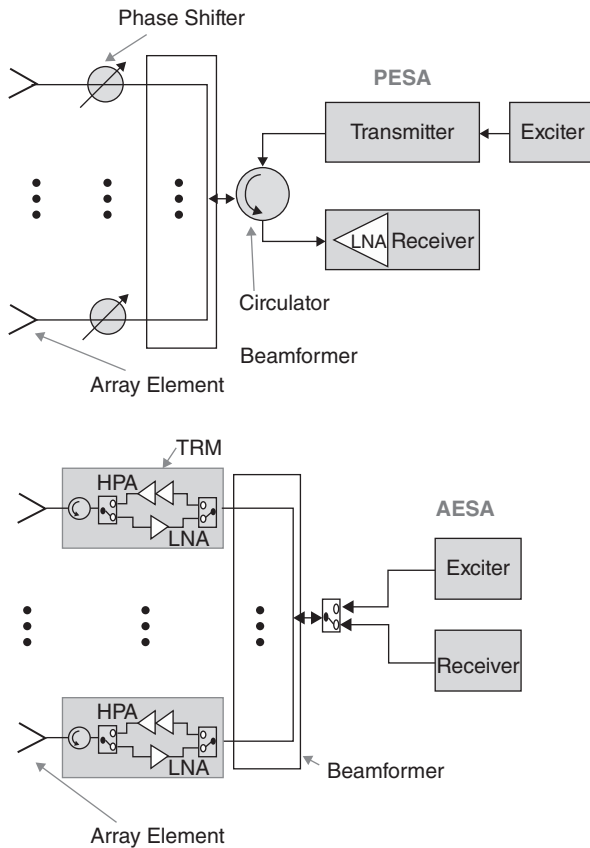 Phase Shifter
PESA
Transmitter
Exciter
LNA
Receiver
Circulator
Beamformer
Array Element
TRM
HPA
LNA
AESA
Exciter
Receiver
HPA
LNA
Beamformer
Array Element